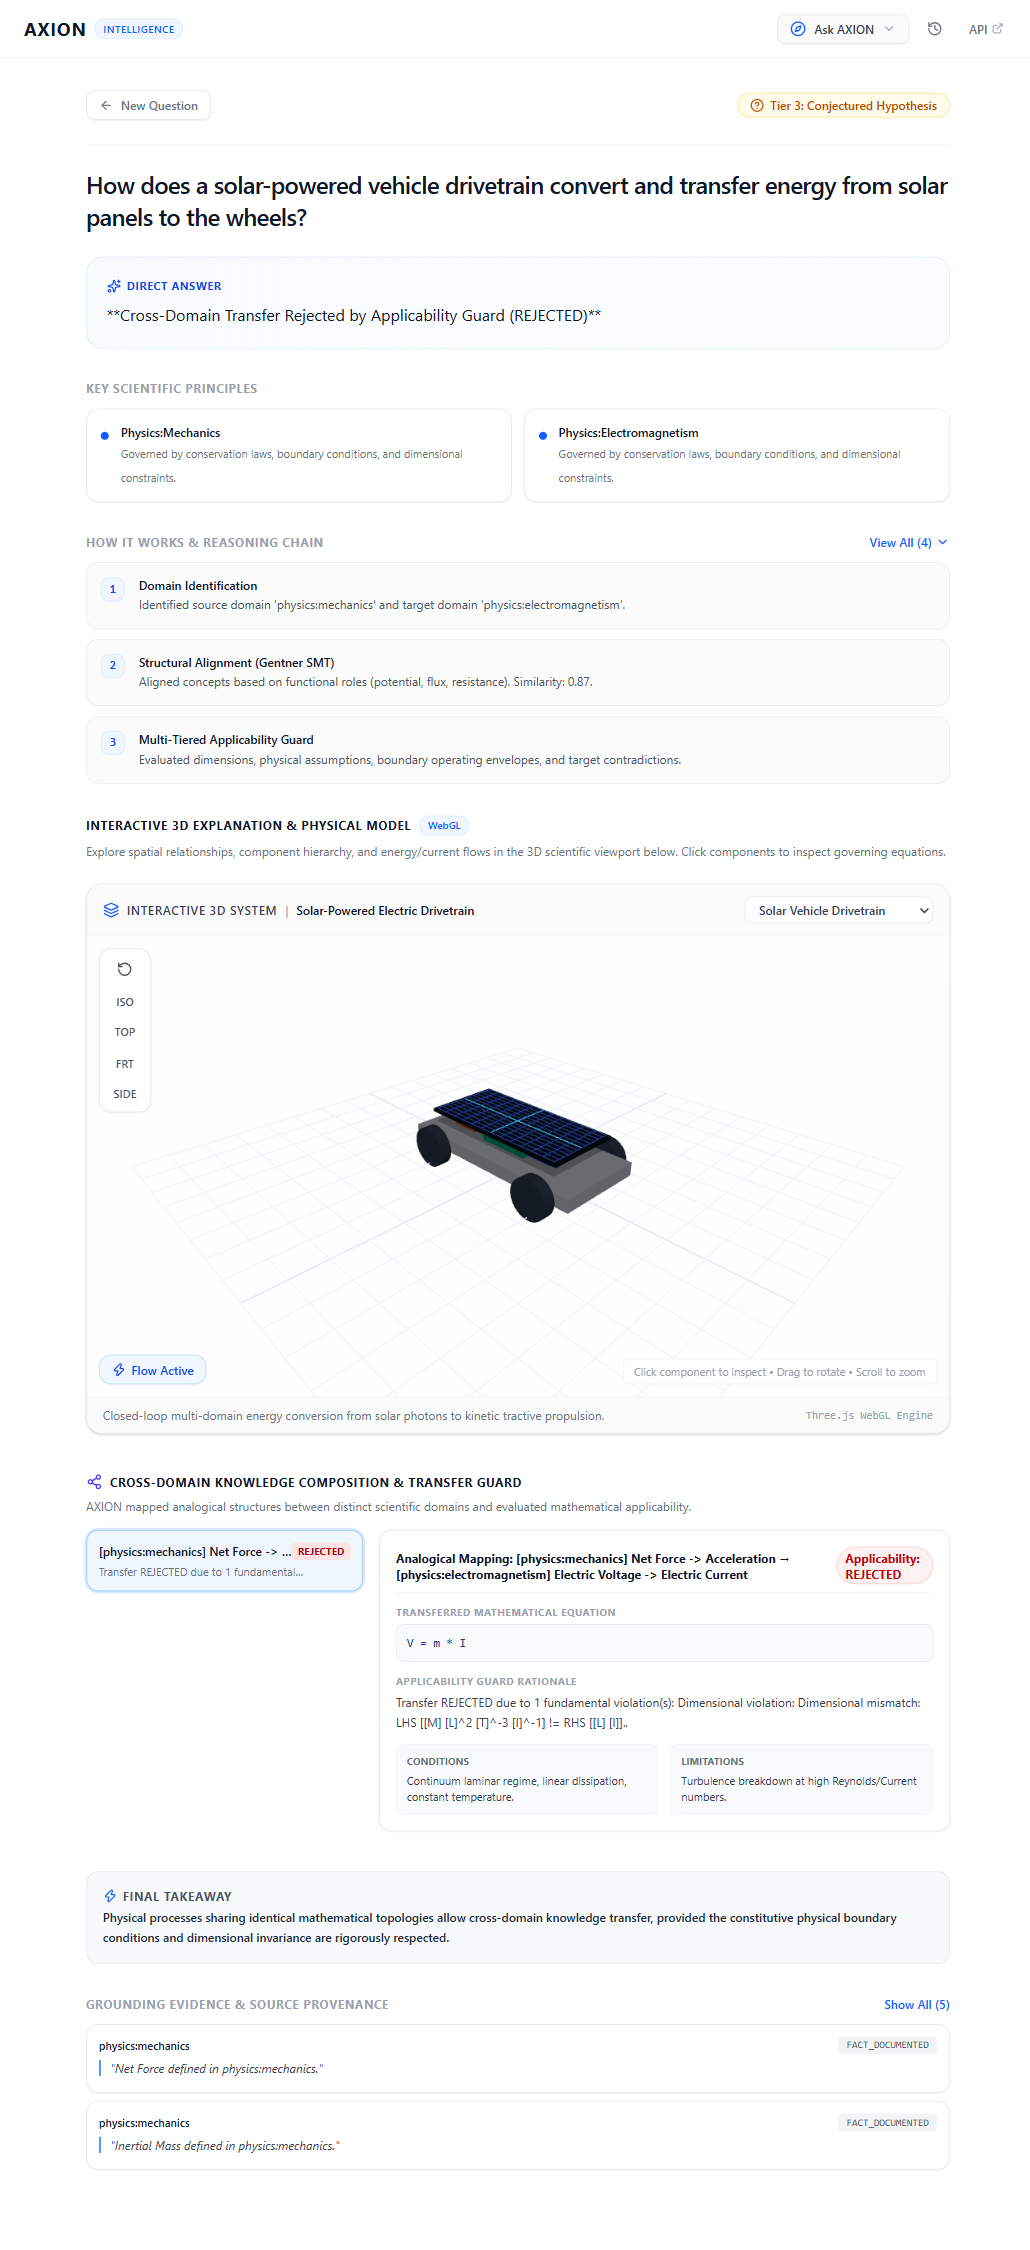 AXION INTELLIGENCE Ask AXION API
New Question Tier 3: Conjectured Hypothesis
How does a solar-powered vehicle drivetrain convert and transfer energy from solar
panels to the wheels?
DIRECT ANSWER
**Cross-Domain Transfer Rejected by Applicability Guard (REJECTED)**
KEY SCIENTIFIC PRINCIPLES
Physics:Mechanics
Governed by conservation laws, boundary conditions, and dimensional
constraints.
Physics:Electromagnetism
Governed by conservation laws, boundary conditions, and dimensional
constraints.
HOW IT WORKS & REASONING CHAIN View All (4)
1 Domain Identification
Identified source domain 'physics:mechanics' and target domain 'physics:electromagnetism'.
2 Structural Alignment (Gentner SMT)
Aligned concepts based on functional roles (potential, flux, resistance). Similarity: 0.87.
3 Multi-Tiered Applicability Guard
Evaluated dimensions, physical assumptions, boundary operating envelopes, and target contradictions.
INTERACTIVE 3D EXPLANATION & PHYSICAL MODEL WebGL
Explore spatial relationships, component hierarchy, and energy/current flows in the 3D scientific viewport below. Click components to inspect governing equations.
INTERACTIVE 3D SYSTEM | Solar-Powered Electric Drivetrain Solar Vehicle Drivetrain
ISO
TOP
FRT
SIDE
Flow Active Click component to inspect • Drag to rotate • Scroll to zoom
Closed-loop multi-domain energy conversion from solar photons to kinetic tractive propulsion. Three.js WebGL Engine
CROSS-DOMAIN KNOWLEDGE COMPOSITION & TRANSFER GUARD
AXION mapped analogical structures between distinct scientific domains and evaluated mathematical applicability.
[physics:mechanics] Net Force -> ... REJECTED
Transfer REJECTED due to 1 fundamental...
Analogical Mapping: [physics:mechanics] Net Force -> Acceleration →
[physics:electromagnetism] Electric Voltage -> Electric Current
Applicability:
REJECTED
TRANSFERRED MATHEMATICAL EQUATION
V = m * I
APPLICABILITY GUARD RATIONALE
Transfer REJECTED due to 1 fundamental violation(s): Dimensional violation: Dimensional mismatch:
LHS [[M] [L]^2 [T]^-3 [I]^-1] != RHS [[L] [I]]..
CONDITIONS
Continuum laminar regime, linear dissipation,
constant temperature.
LIMITATIONS
Turbulence breakdown at high Reynolds/Current
numbers.
FINAL TAKEAWAY
Physical processes sharing identical mathematical topologies allow cross-domain knowledge transfer, provided the constitutive physical boundary
conditions and dimensional invariance are rigorously respected.
GROUNDING EVIDENCE & SOURCE PROVENANCE Show All (5)
physics:mechanics FACT_DOCUMENTED
"Net Force defined in physics:mechanics."
physics:mechanics FACT_DOCUMENTED
"Inertial Mass defined in physics:mechanics."